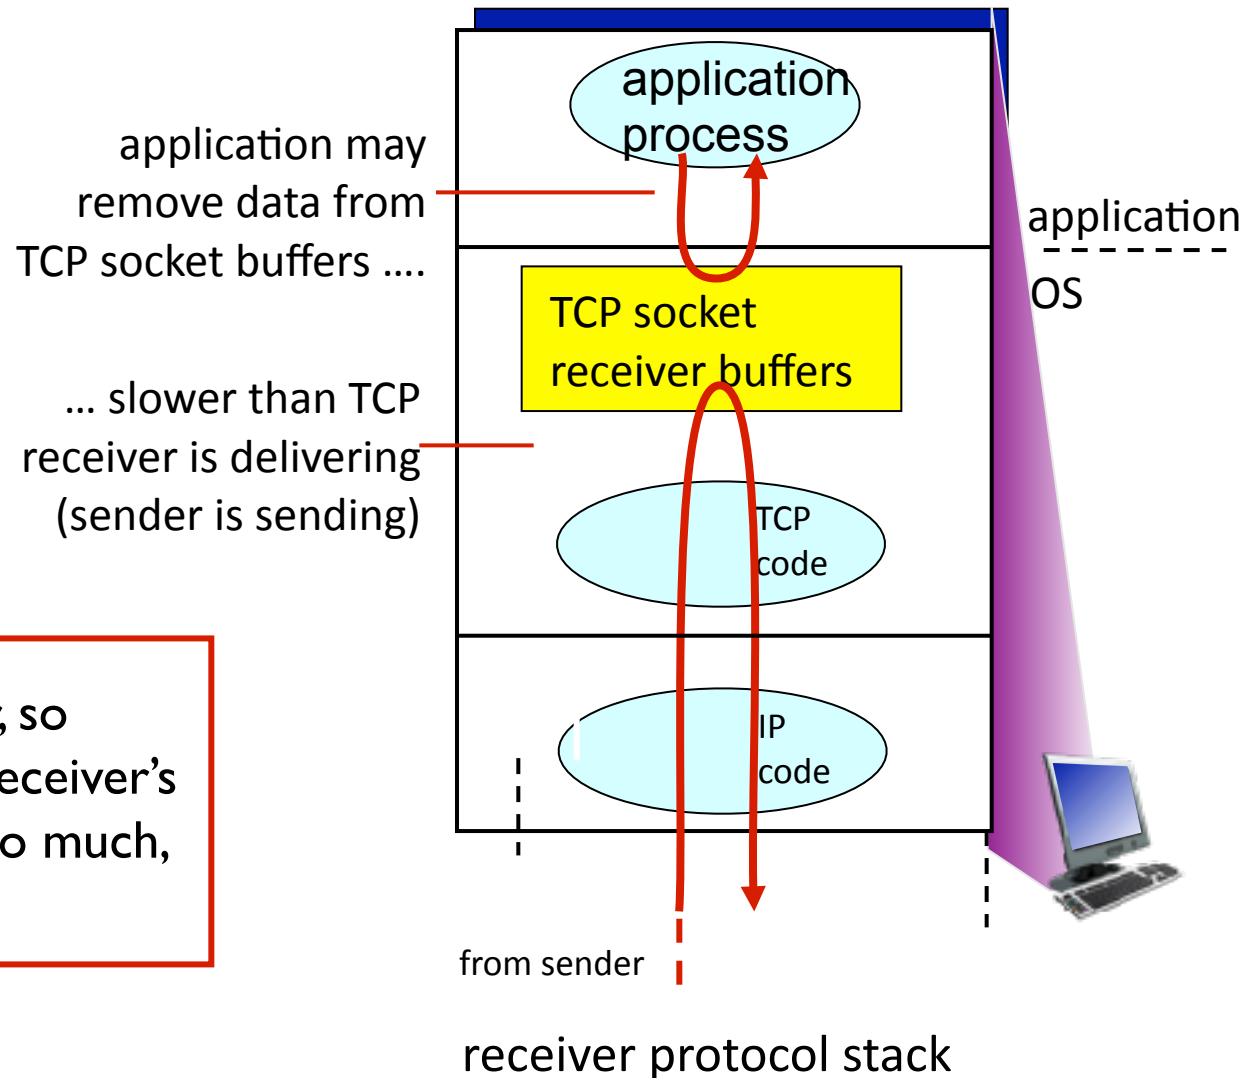 application
process
application may
remove data from
TCP socket buffers ....
application
OS
TCP socket
receiver buffers
... slower than TCP
receiver is delivering
(sender is sending)
TCP
code
so
eceiver's
o much,
IP
code
from sender
receiver protocol stack